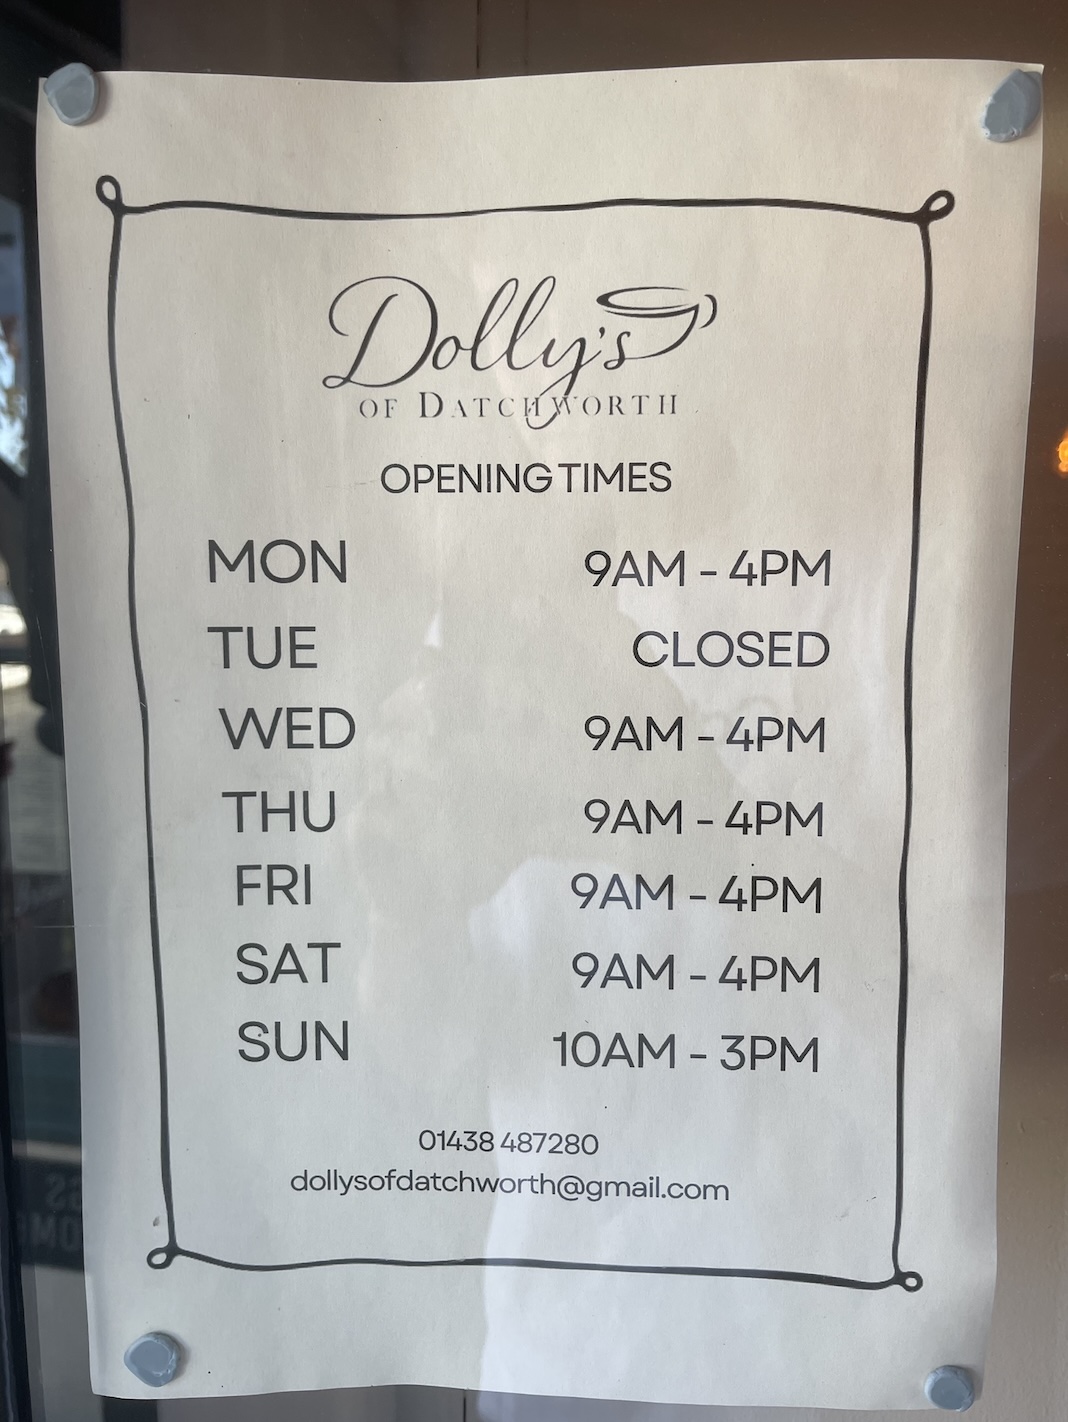 Dolly's
OF DATCHWORTH
OPENING TIMES
MON 9AM - 4PM
TUE CLOSED
WED 9AM - 4PM
THU 9AM - 4PM
FRI 9AM - 4PM
SAT 9AM - 4PM
SUN 10AM - 3PM
01438 487280
dollysofdatchworth@gmail.com